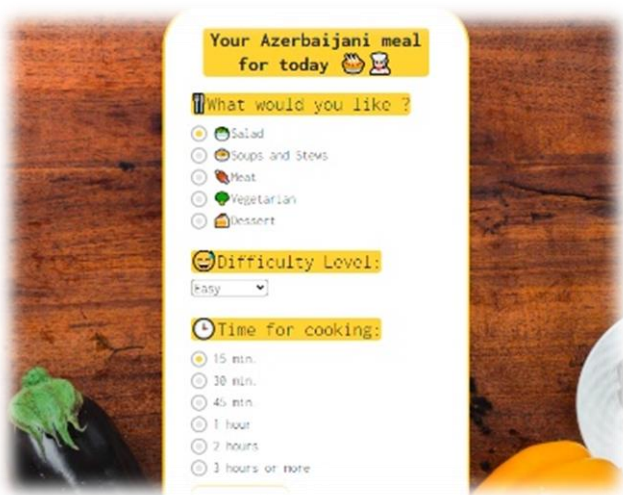 Your Azerbaijani meal
for today
What would you like ?
Salad
Soups and Stews
Meat
Vegetarian
Dessert
Difficulty Level:
Easy
Time for cooking:
15 min.
30 min.
45 min.
1 hour
2 hours
3 hours or more